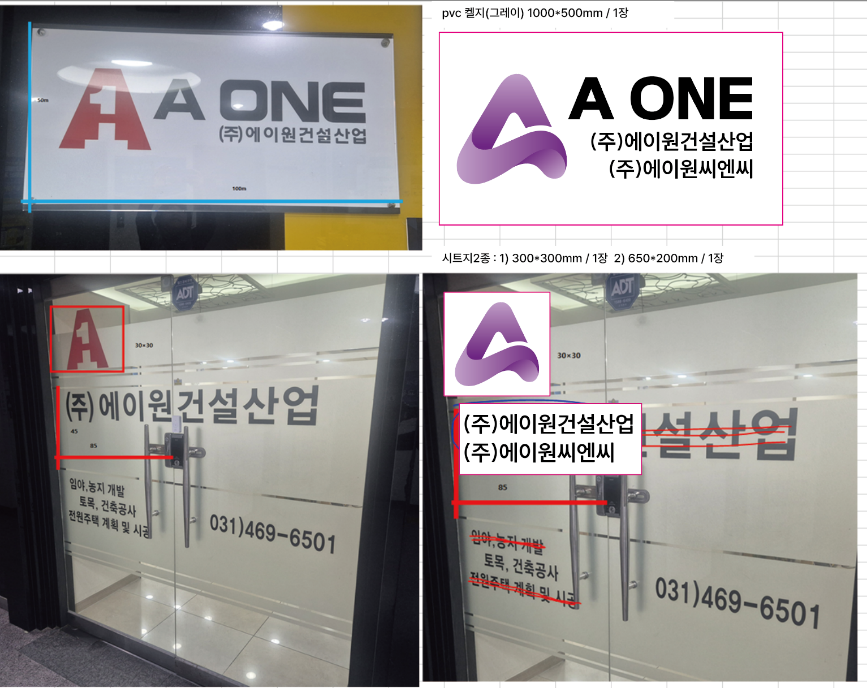 pvc 켈지(그레이) 1000*500mm / 1장
50m
1
A ONE
(주)에이원건설산업
100m
A ONE
(주)에이원건설산업
(주)에이원씨엔씨
시트지2종 : 1) 300*300mm / 1장  2) 650*200mm / 1장
ADT
1
30×30
(주)에이원건설산업
45
85
임야,농지 개발
토목, 건축공사
전원주택 계획 및 시공
031)469-6501
ADT
30×30
(주)에이원건설산업
(주)에이원씨엔씨
설산업
85
임야,농지 개발
토목, 건축공사
전원주택 계획 및 시공
031)469-6501